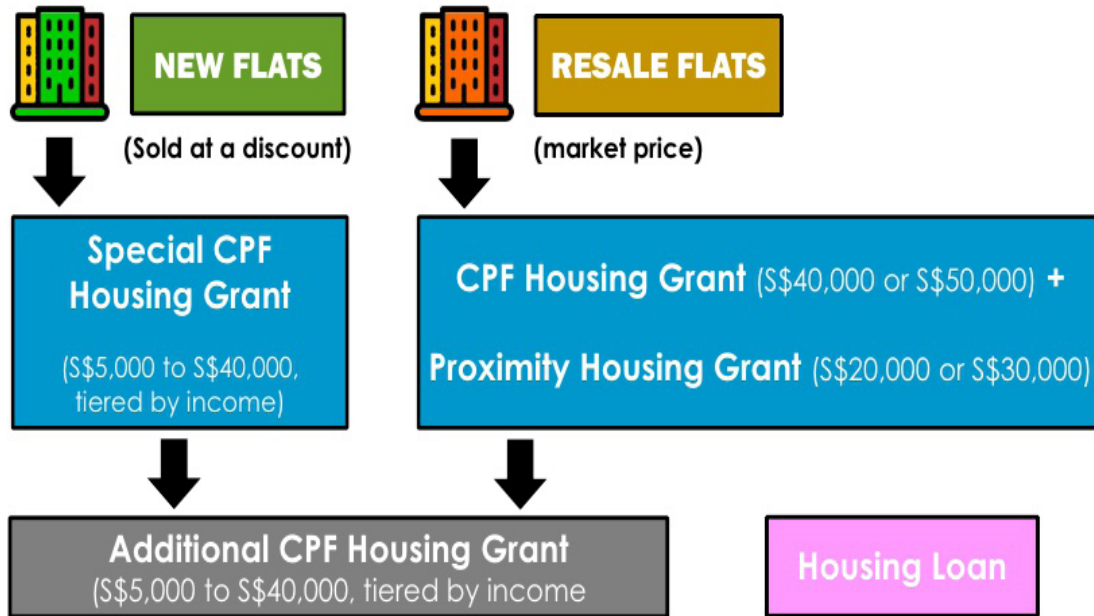 NEW FLATS
(Sold at a discount)
RESALE FLATS
(market price)
Special CPF
Housing Grant
(S$5,000 to S$40,000,
tiered by income)
CPF Housing Grant (S$40,000 or S$50,000) +
Proximity Housing Grant (S$20,000 or S$30,000)
Additional CPF Housing Grant
(S$5,000 to S$40,000, tiered by income
Housing Loan